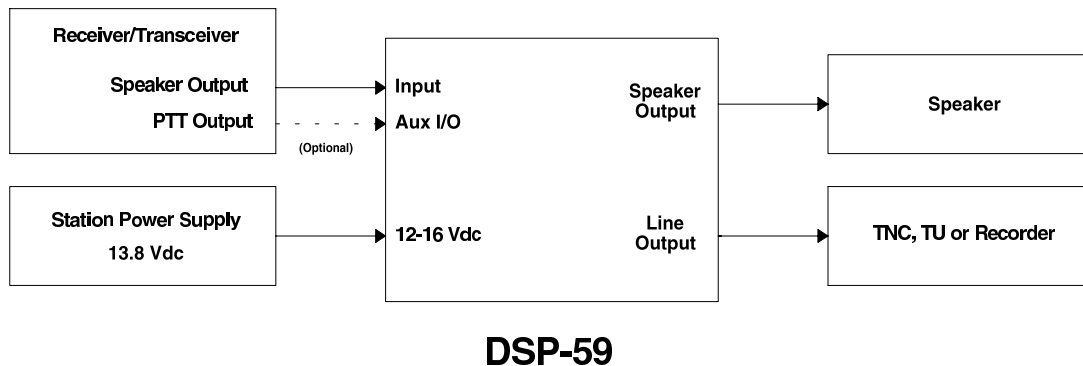 Receiver/Transceiver
Speaker Output
PTT Output
(Optional)
Station Power Supply
13.8 Vdc
Input
Aux I/O
12-16 Vdc
Speaker
Output
Line
Output
Speaker
TNC, TU or Recorder
DSP-59